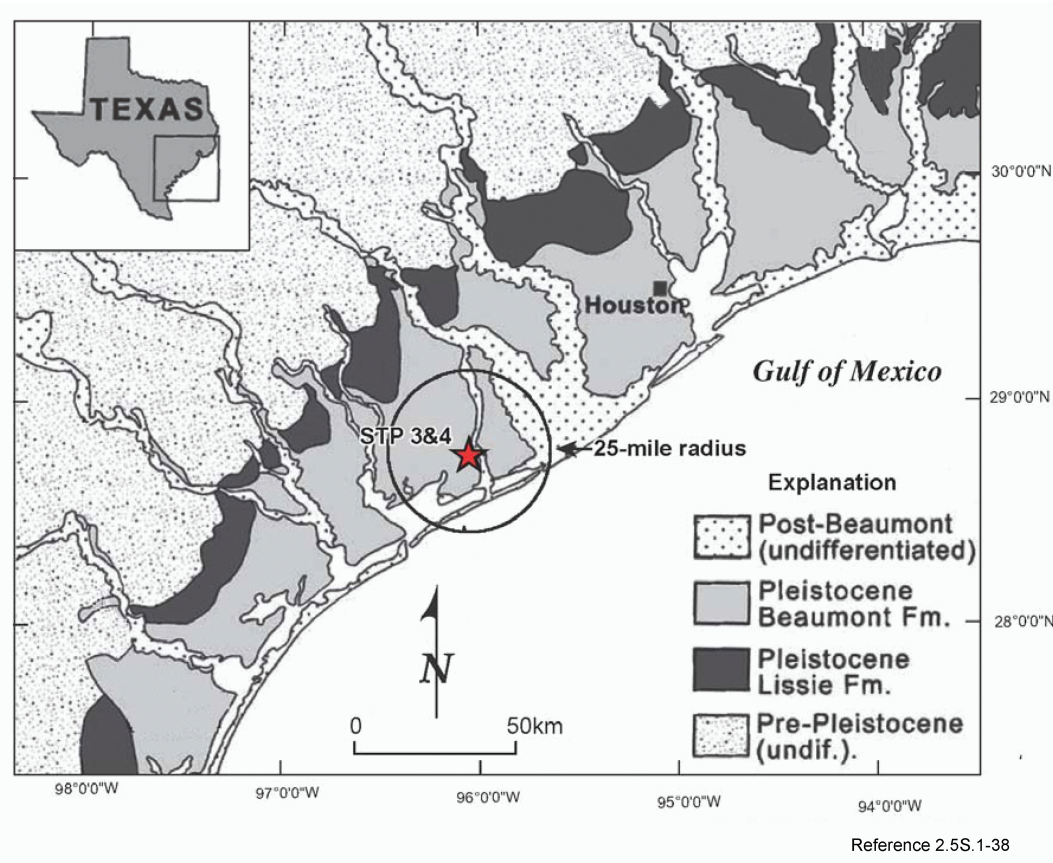 TEXAS
30°0'0"N
Houston
Gulf of Mexico
29°0'0"N
STP 3&4
25-mile radius
Explanation
Post-Beaumont
(undifferentiated)
Pleistocene
Beaumont Fm.
28°0'0"N
Pleistocene
Lissie Fm.
N
0 50km
Pre-Pleistocene
(undif.).
98°0'0"W 97°0'0"W 96°0'0"W 95°0'0"W 94°0'0"W
Reference 2.5S.1-38